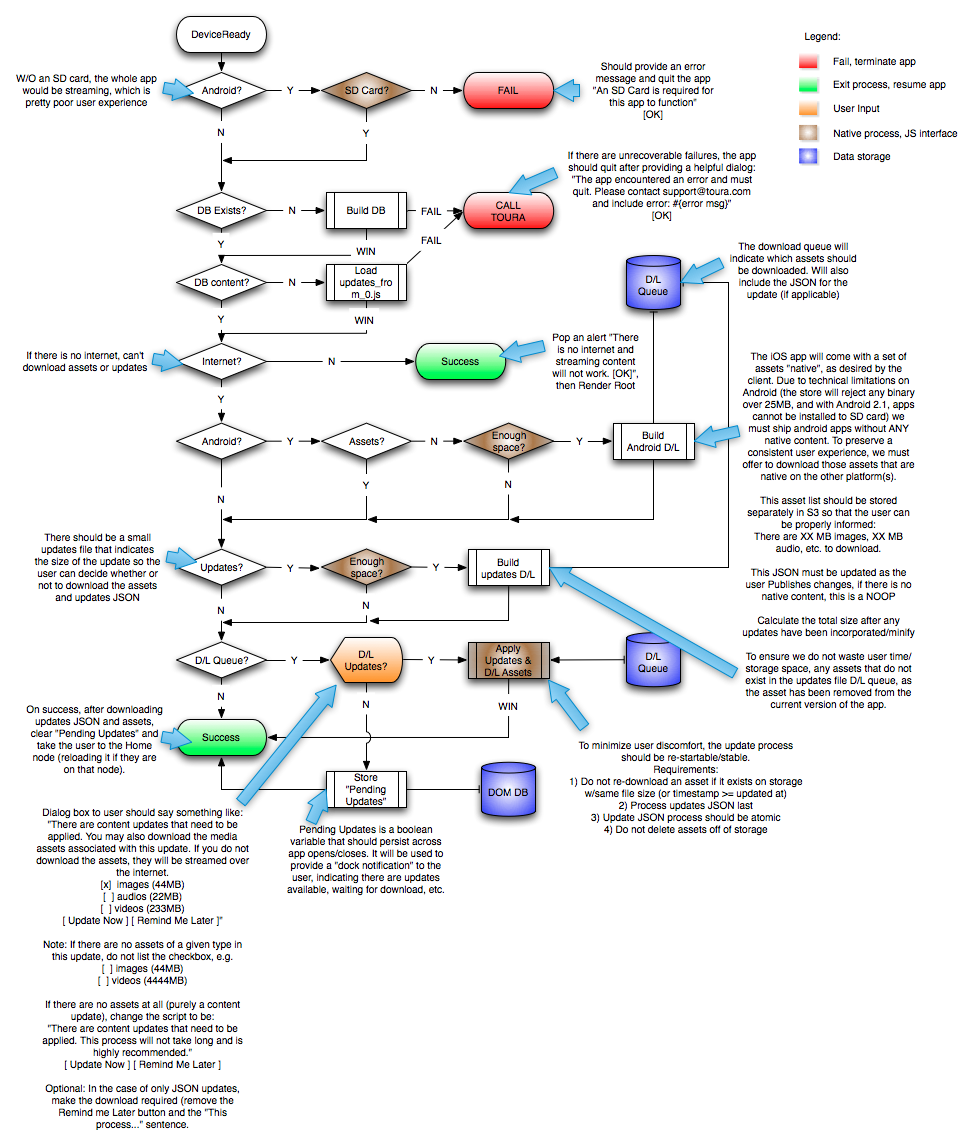 DeviceReady
Legend:
Fail, terminate app
Exit process, resume app
User Input
Native process, JS interface
Data storage
W/O an SD card, the whole app
would be streaming, which is
pretty poor user experience
Android?
Y
SD Card?
N
FAIL
Should provide an error
message and quit the app
"An SD Card is required for
this app to function"
[OK]
N
Y
If there are unrecoverable failures, the app
should quit after providing a helpful dialog:
"The app encountered an error and must
quit. Please contact support@toura.com
and include error: #{error msg}"
[OK]
DB Exists?
N
Build DB
FAIL
CALL
TOURA
Y
WIN
FAIL
DB content?
N
Load
updates_fro
m_0.js
Y
WIN
D/L
Queue
The download queue will
indicate which assets should
be downloaded. Will also
include the JSON for the
update (if applicable)
If there is no internet, can't
download assets or updates
Internet?
N
Success
Pop an alert "There
is no internet and
streaming content
will not work. [OK]",
then Render Root
The iOS app will come with a set of
assets "native", as desired by the
client. Due to technical limitations on
Android (the store will reject any binary
over 25MB, and with Android 2.1, apps
cannot be installed to SD card) we
must ship android apps without ANY
native content. To preserve a
consistent user experience, we must
offer to download those assets that are
native on the other platform(s).
This asset list should be stored
separately in S3 so that the user can
be properly informed:
There are XX MB images, XX MB
audio, etc. to download.
This JSON must be updated as the
user Publishes changes, if there is no
native content, this is a NOOP
Calculate the total size after any
updates have been incorporated/minify
To ensure we do not waste user time/
storage space, any assets that do not
exist in the updates file D/L queue, as
the asset has been removed from the
current version of the app.
Android?
Y
Assets?
Y
Enough
space?
Y
Build
Android D/L
N
Y
N
There should be a small
updates file that indicates
the size of the update so the
user can decide whether or
not to download the assets
and updates JSON
Updates?
Y
Enough
space?
Y
Build
updates D/L
N
N
D/L Queue?
Y
D/L
Updates?
Y
Apply
Updates &
D/L Assets
D/L
Queue
N
N
WIN
On success, after downloading
updates JSON and assets,
clear "Pending Updates" and
take the user to the Home
node (reloading it if they are
on that node).
Success
Store
"Pending
Updates"
DOM DB
To minimize user discomfort, the update process
should be re-startable/stable.
Requirements:
1) Do not re-download an asset if it exists on storage
w/same file size (or timestamp >= updated at)
2) Process updates JSON last
3) Update JSON process should be atomic
4) Do not delete assets off of storage
Pending Updates is a boolean
variable that should persist across
app opens/closes. It will be used to
provide a "dock notification" to the
user, indicating there are updates
available, waiting for download, etc.
Dialog box to user should say something like:
"There are content updates that need to be
applied. You may also download the media
assets associated with this update. If you do not
download the assets, they will be streamed over
the internet.
[x] images (44MB)
[ ] audios (22MB)
[ ] videos (233MB)
[ Update Now ] [ Remind Me Later ]"
Note: If there are no assets of a given type in
this update, do not list the checkbox, e.g.
[ ] images (44MB)
[ ] videos (4444MB)
If there are no assets at all (purely a content
update), change the script to be:
"There are content updates that need to be
applied. This process will not take long and is
highly recommended."
[ Update Now ] [ Remind Me Later ]
Optional: In the case of only JSON updates,
make the download required (remove the
Remind me Later button and the "This
process..." sentence.